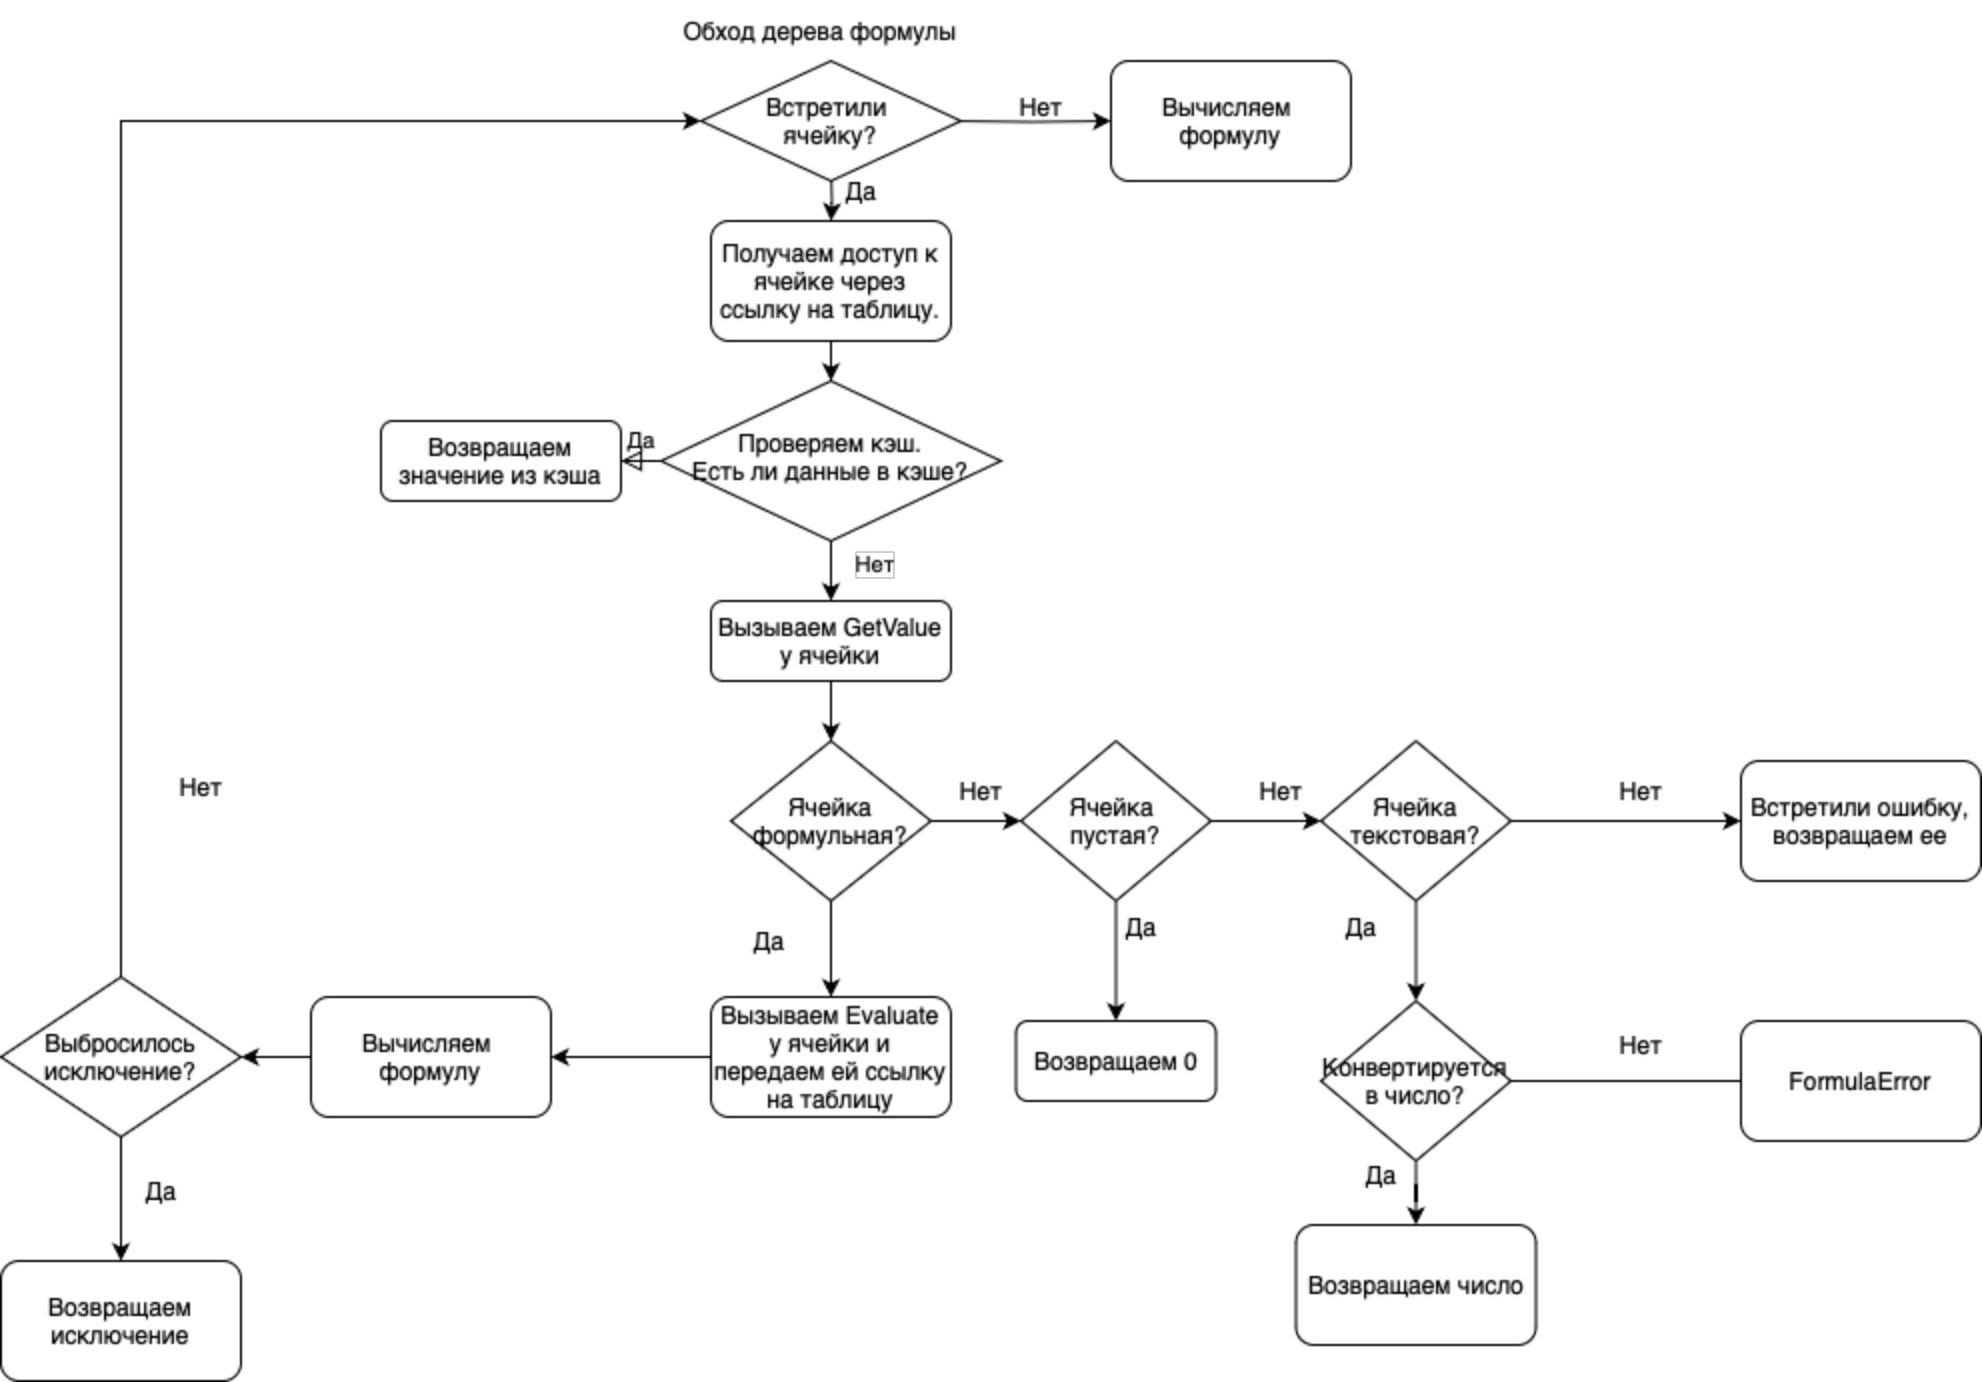 Обход дерева формулы
Встретили
ячейку?
Нет
Вычисляем
формулу
Да
Получаем доступ к
ячейке через
ссылку на таблицу.
Возвращаем
значение из кэша
Да
Проверяем кэш.
Есть ли данные в кэше?
Нет
Вызываем GetValue
у ячейки
Нет
Ячейка
формульная?
Нет
Ячейка
пустая?
Нет
Ячейка
текстовая?
Нет
Встретили ошибку,
возвращаем ее
Да
Да
Да
Выбросилось
исключение?
Вычисляем
формулу
Вызываем Evaluate
у ячейки и
передаем ей ссылку
на таблицу
Возвращаем 0
Конвертируется
в число?
Нет
FormulaError
Да
Да
Возвращаем
исключение
Возвращаем число